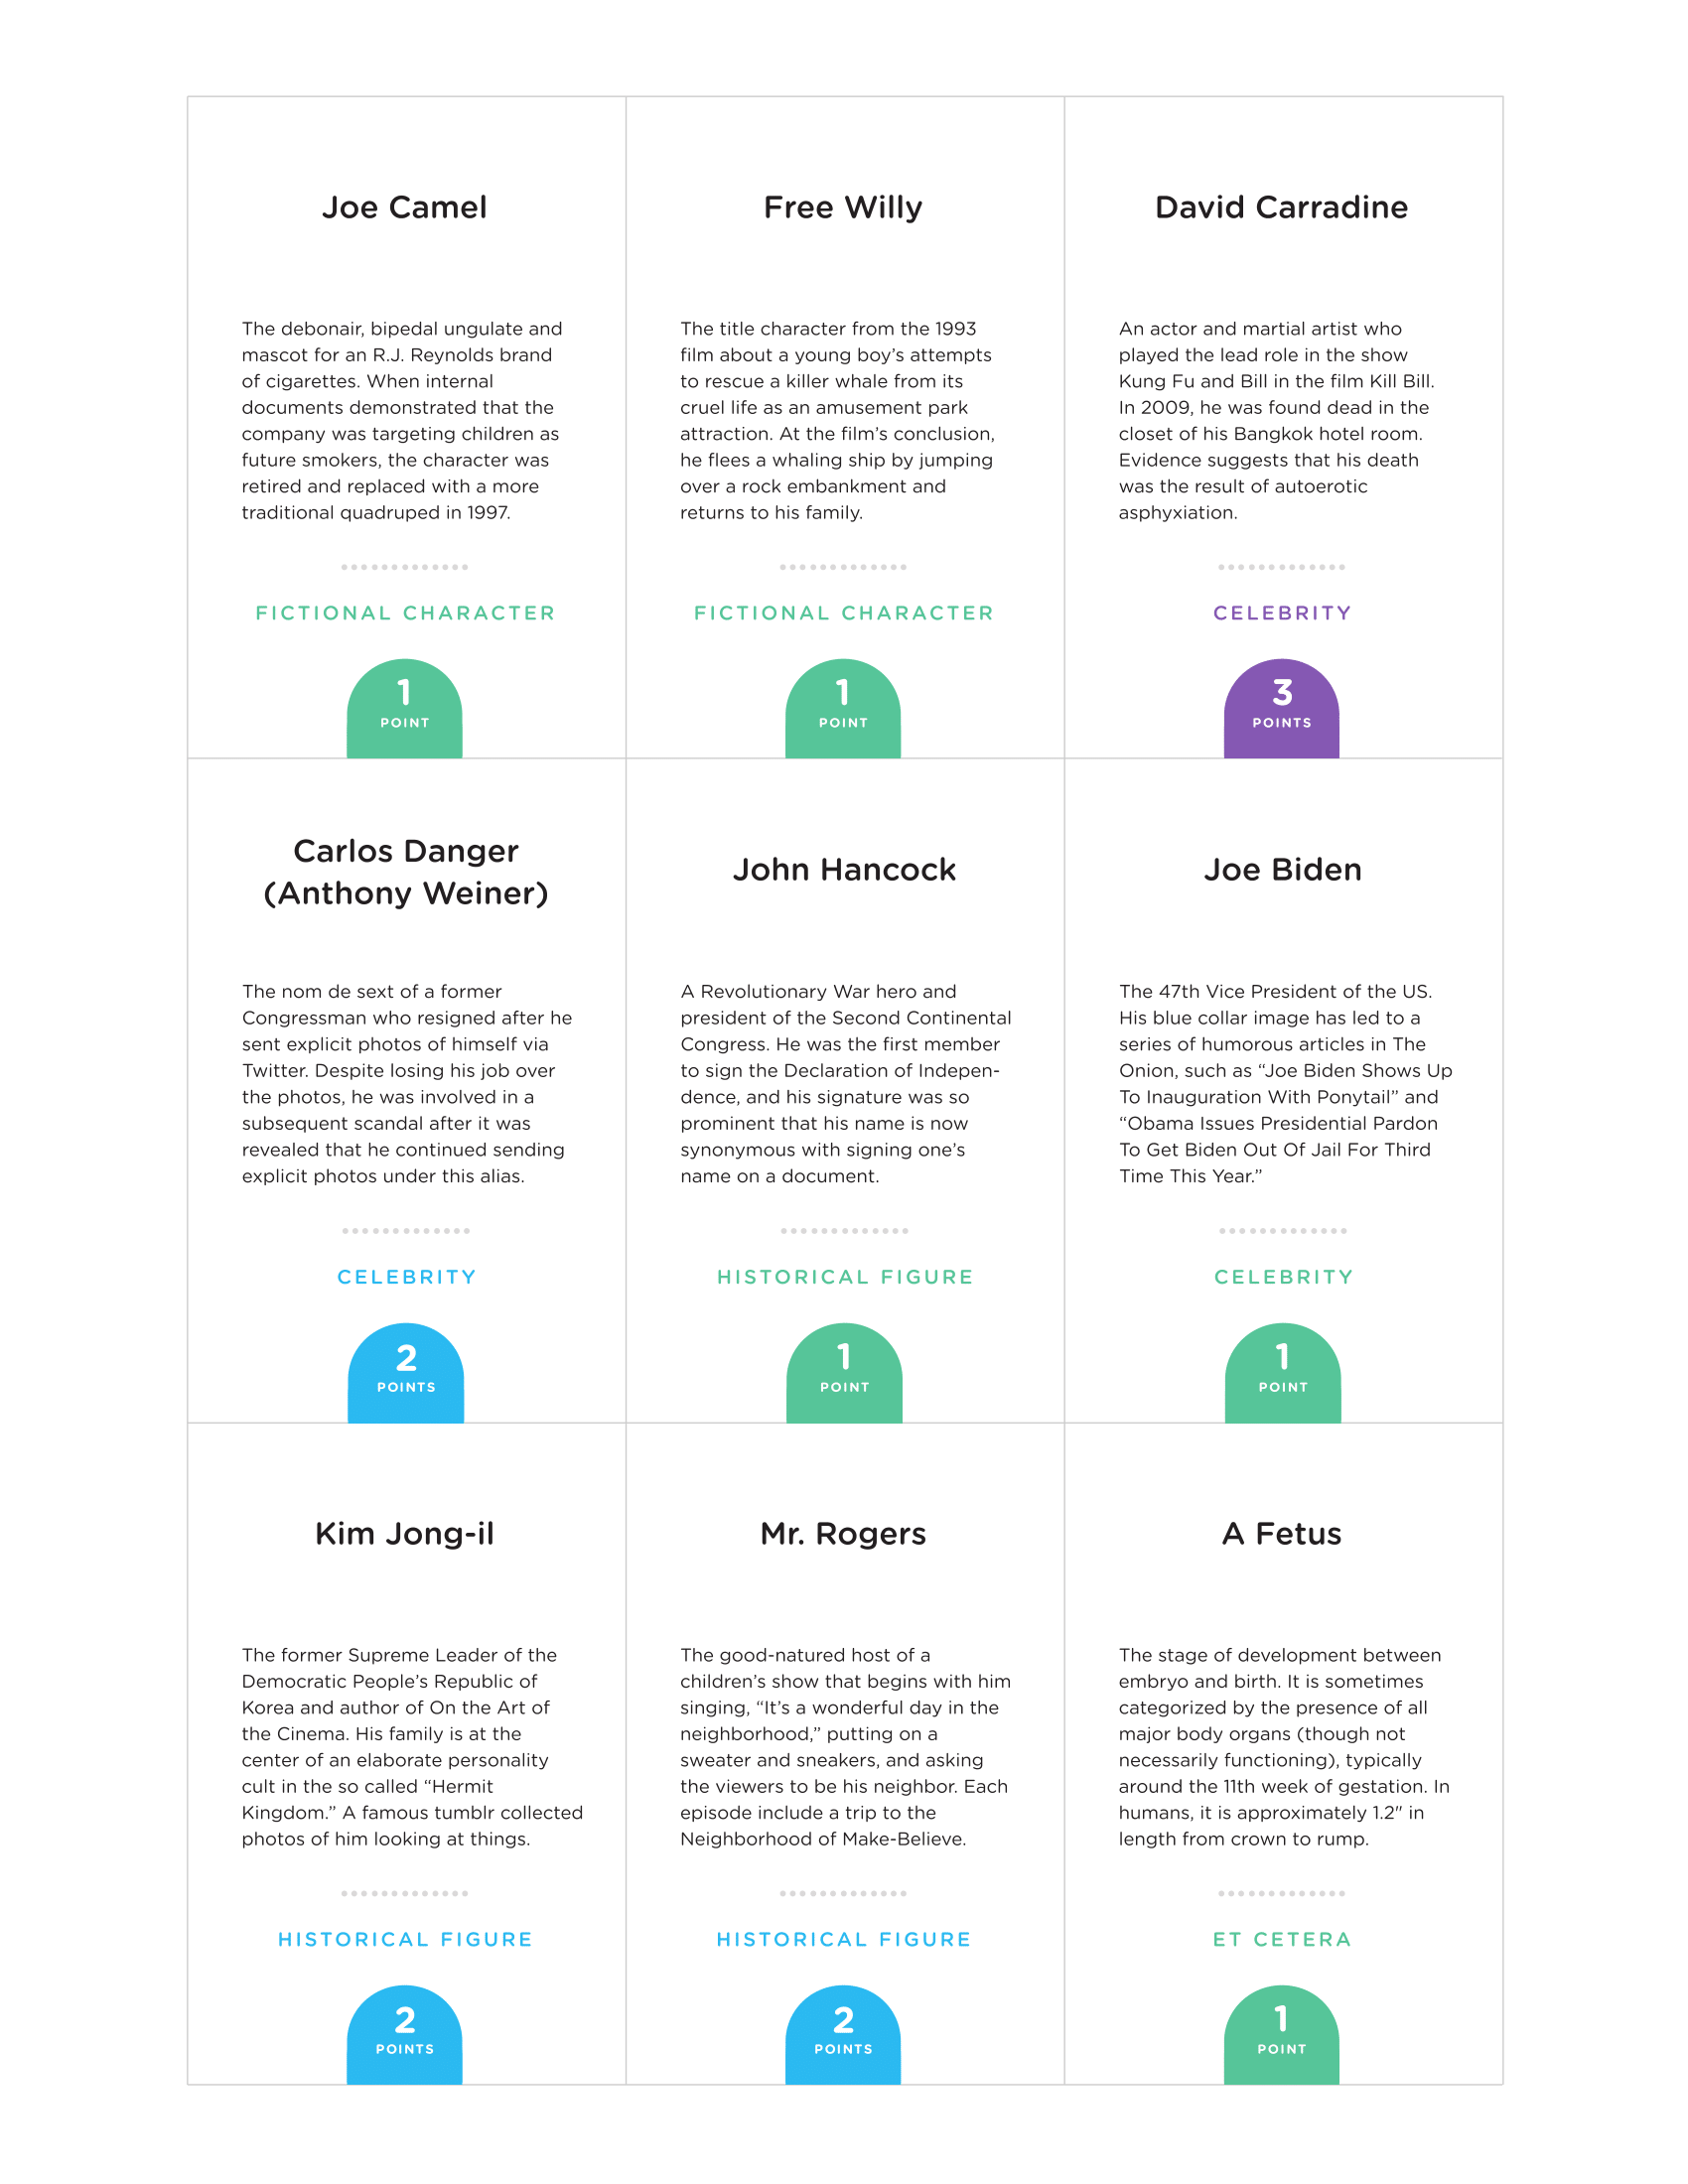 Joe Camel
The debonair, bipedal ungulate and
mascot for an R.J. Reynolds brand
of cigarettes. When internal
documents demonstrated that the
company was targeting children as
future smokers, the character was
retired and replaced with a more
traditional quadruped in 1997.
FICTIONAL CHARACTER
1
POINT
Free Willy
The title character from the 1993
film about a young boy’s attempts
to rescue a killer whale from its
cruel life as an amusement park
attraction. At the film’s conclusion,
he flees a whaling ship by jumping
over a rock embankment and
returns to his family.
FICTIONAL CHARACTER
1
POINT
David Carradine
An actor and martial artist who
played the lead role in the show
Kung Fu and Bill in the film Kill Bill.
In 2009, he was found dead in the
closet of his Bangkok hotel room.
Evidence suggests that his death
was the result of autoerotic
asphyxiation.
CELEBRITY
3
POINTS
Carlos Danger
(Anthony Weiner)
The nom de sext of a former
Congressman who resigned after he
sent explicit photos of himself via
Twitter. Despite losing his job over
the photos, he was involved in a
subsequent scandal after it was
revealed that he continued sending
explicit photos under this alias.
CELEBRITY
2
POINTS
John Hancock
A Revolutionary War hero and
president of the Second Continental
Congress. He was the first member
to sign the Declaration of Indepen-
dence, and his signature was so
prominent that his name is now
synonymous with signing one’s
name on a document.
HISTORICAL FIGURE
1
POINT
Joe Biden
The 47th Vice President of the US.
His blue collar image has led to a
series of humorous articles in The
Onion, such as “Joe Biden Shows Up
To Inauguration With Ponytail” and
“Obama Issues Presidential Pardon
To Get Biden Out Of Jail For Third
Time This Year.”
CELEBRITY
1
POINT
Kim Jong-il
The former Supreme Leader of the
Democratic People’s Republic of
Korea and author of On the Art of
the Cinema. His family is at the
center of an elaborate personality
cult in the so called “Hermit
Kingdom.” A famous tumblr collected
photos of him looking at things.
HISTORICAL FIGURE
2
POINTS
Mr. Rogers
The good-natured host of a
children’s show that begins with him
singing, “It’s a wonderful day in the
neighborhood,” putting on a
sweater and sneakers, and asking
the viewers to be his neighbor. Each
episode include a trip to the
Neighborhood of Make-Believe.
HISTORICAL FIGURE
2
POINTS
A Fetus
The stage of development between
embryo and birth. It is sometimes
categorized by the presence of all
major body organs (though not
necessarily functioning), typically
around the 11th week of gestation. In
humans, it is approximately 1.2" in
length from crown to rump.
ET CETERA
1
POINT